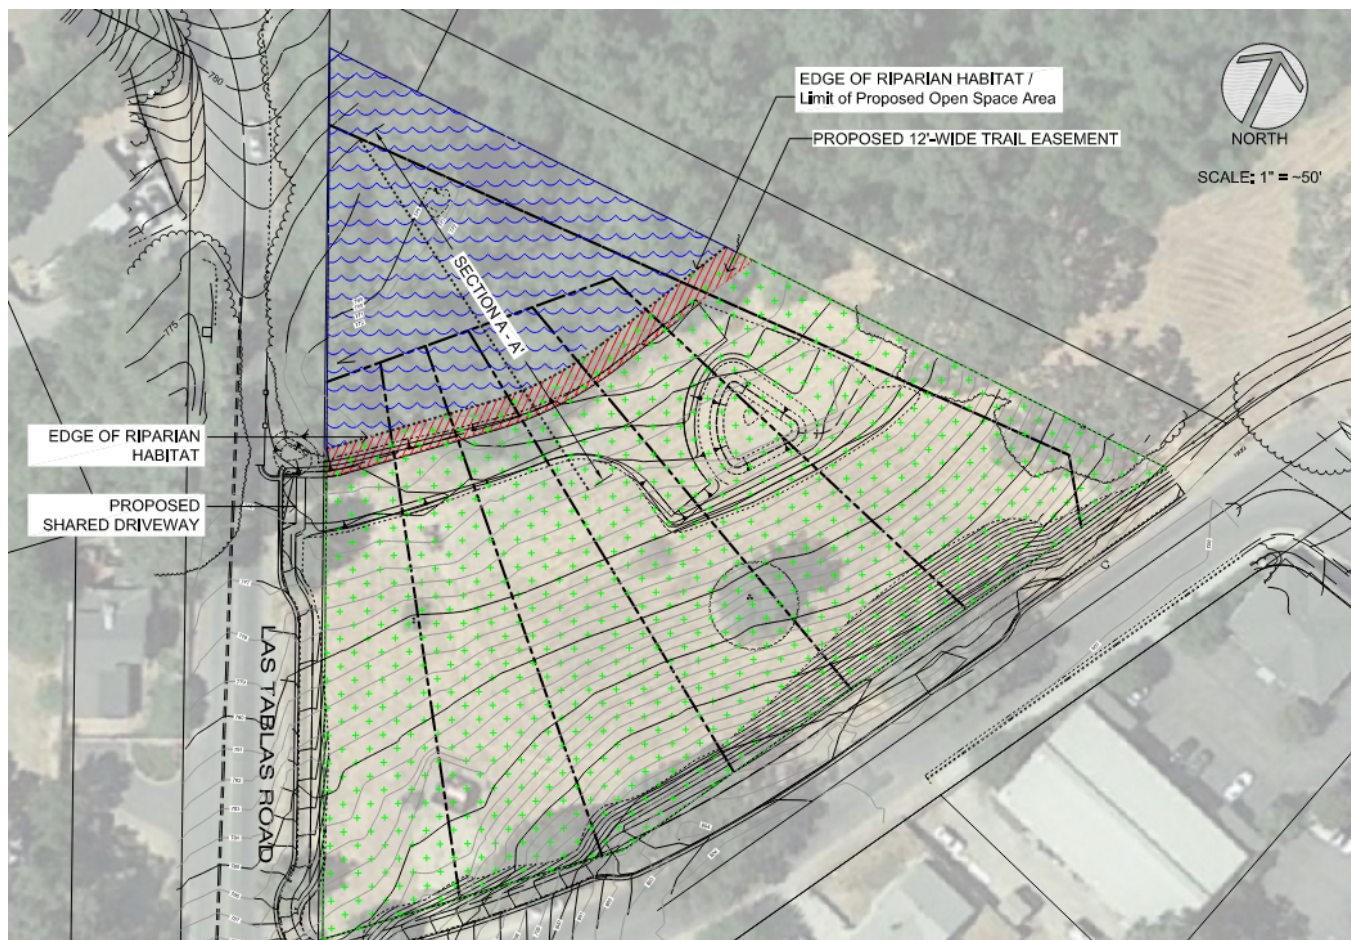 EDGE OF RIPARIAN HABITAT /
Limit of Proposed Open Space Area
PROPOSED 12'-WIDE TRAIL EASEMENT
NORTH
SCALE: 1" = ~50'
780
775
SECTION A - A'
EDGE OF RIPARIAN
HABITAT
PROPOSED
SHARED DRIVEWAY
LAS TABLAS ROAD